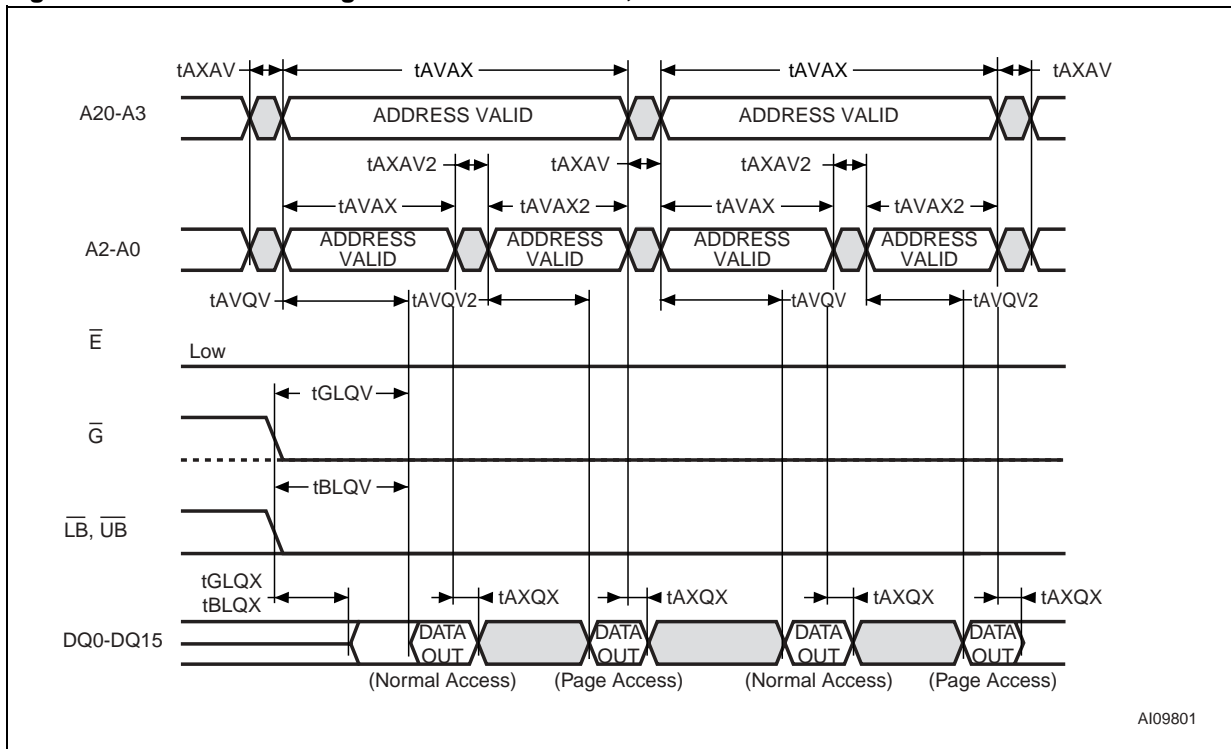 tAXAV tAVAX tAVAX tAXAV
A20-A3 ADDRESS VALID ADDRESS VALID
tAXAV2 tAXAV tAXAV2
tAVAX tAVAX2 tAVAX tAVAX2
A2-A0 ADDRESS VALID ADDRESS VALID ADDRESS VALID ADDRESS VALID
tAVQV tAVQV2 tAVQV tAVQV2
E
Low
tGLQV
G
tBLQV
LB, UB
tGLQX
tBLQX tAXQX tAXQX tAXQX tAXQX
DQ0-DQ15 DATA OUT DATA OUT DATA OUT DATA OUT
(Normal Access) (Page Access) (Normal Access) (Page Access)
AI09801